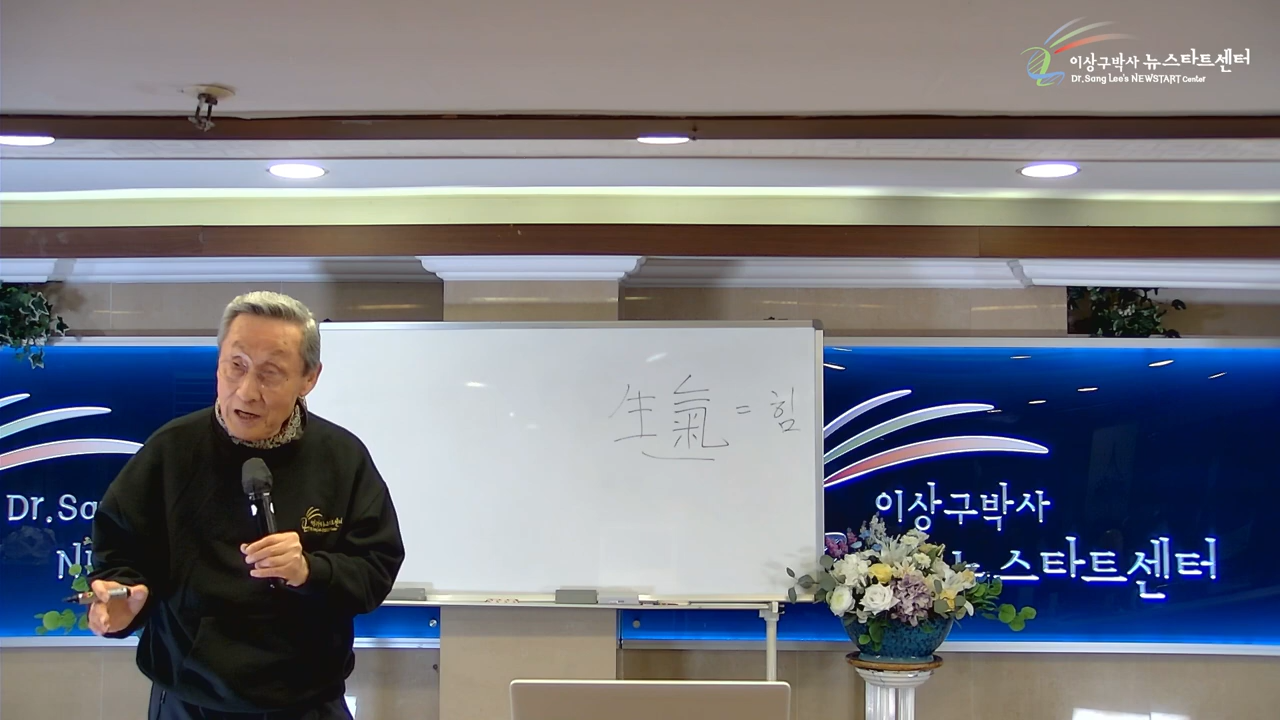 이상구박사 뉴스타트센터
Dr. Sang Lee's NEWSTART Center
生氣 = 힘
Dr. Sa
이상구박사
뉴스타트센터